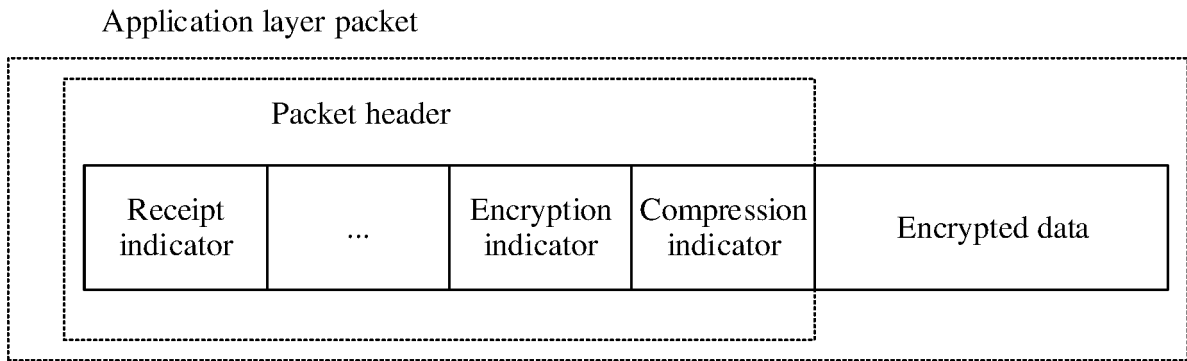 Application layer packet
Packet header
Receipt
indicator
...
Encryption
indicator
Compression
indicator
Encrypted data